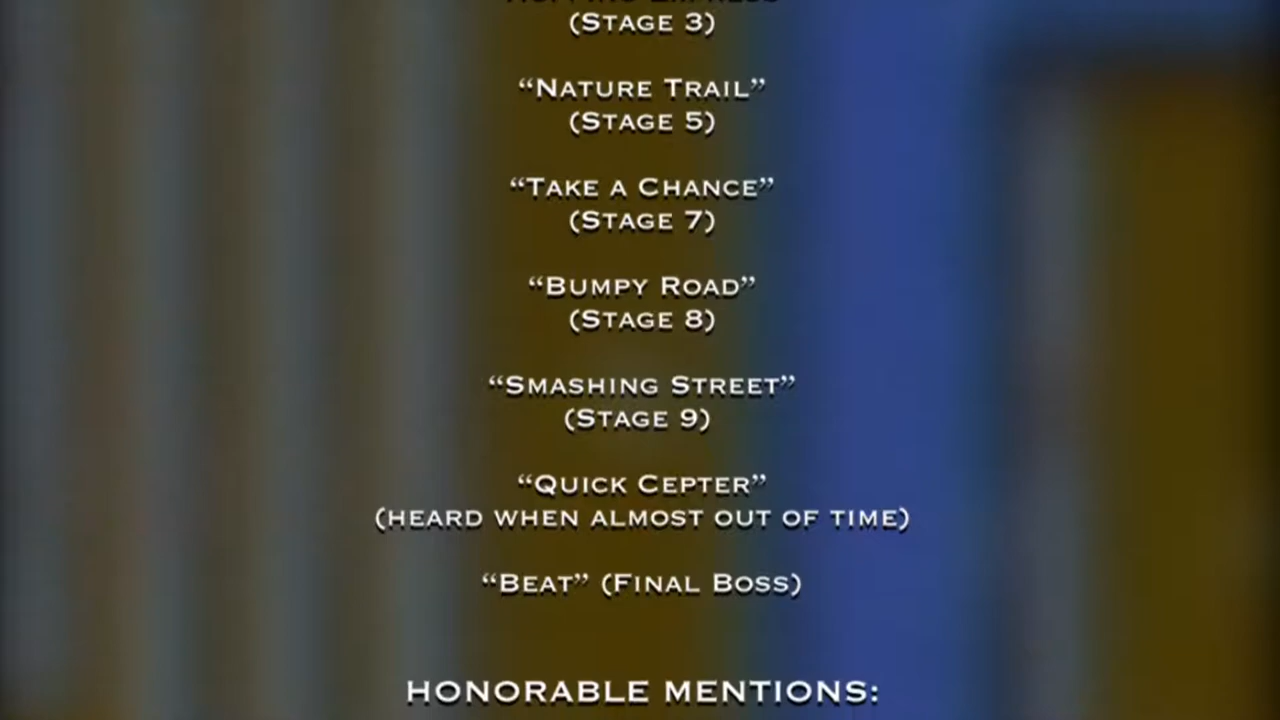 (Stage 3)
“Nature Trail”
(Stage 5)
“Take a Chance”
(Stage 7)
“Bumpy Road”
(Stage 8)
“Smashing Street”
(Stage 9)
“Quick Cepter”
(heard when almost out of time)
“Beat” (Final Boss)
HONORABLE MENTIONS: